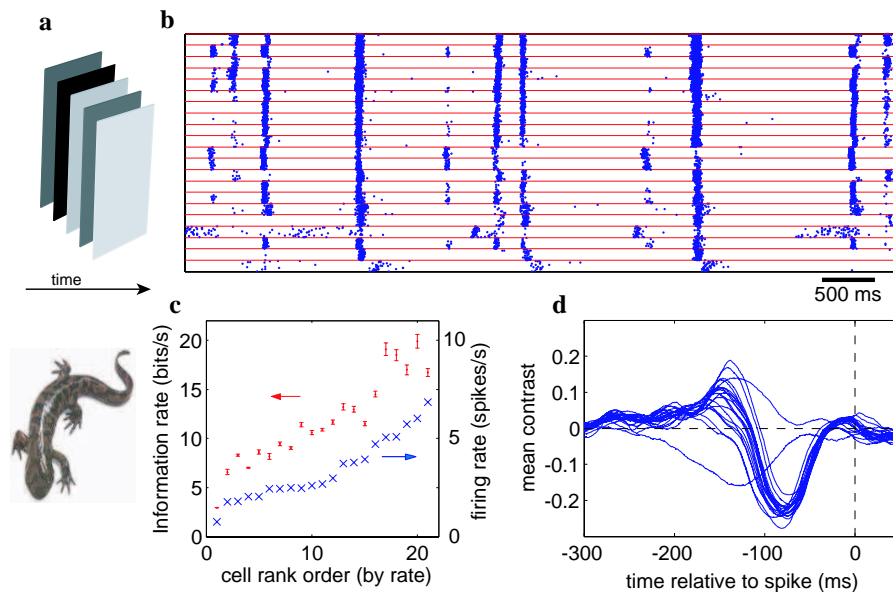 a
time
b
500 ms
c
Information rate (bits/s)
20
15
10
5
0
0
10
20
cell rank order (by rate)
10
5
0
firing rate (spikes/s)
d
mean contrast
0.2
0.1
0
-0.1
-0.2
-300
-200
-100
0
time relative to spike (ms)